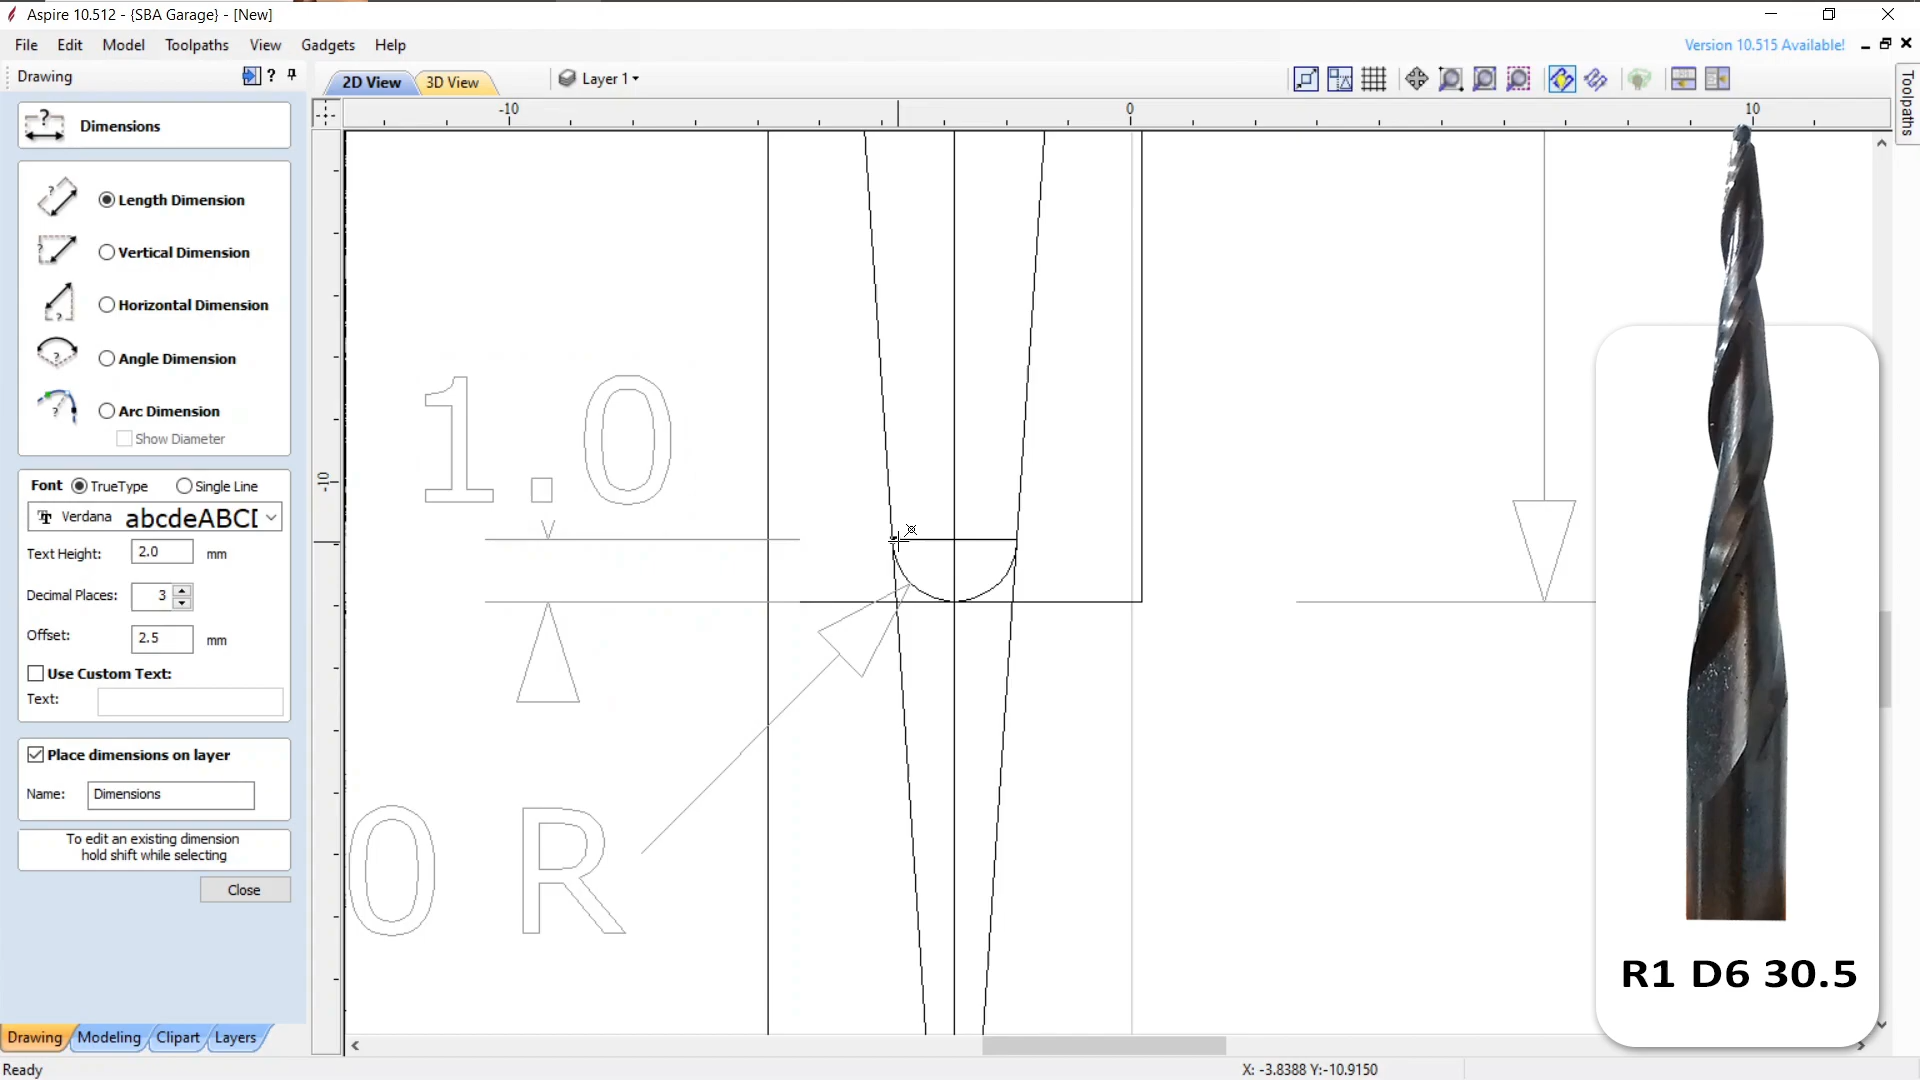 Aspire 10.512 - {SBA Garage} - [New]
File Edit Model Toolpaths View Gadgets Help
Version 10.515 Available!
Drawing
?
2D View 3D View
Layer 1
Toolpaths
-10 0 10
Dimensions
Length Dimension
Vertical Dimension
Horizontal Dimension
Angle Dimension
Arc Dimension
Show Diameter
Font TrueType Single Line
Verdana abcdeABCD
Text Height: 2.0 mm
Decimal Places: 3
Offset: 2.5 mm
Use Custom Text:
Text:
Place dimensions on layer
Name: Dimensions
To edit an existing dimension
hold shift while selecting
Close
-10
1.0
0 R
R1 D6 30.5
Drawing Modeling Clipart Layers
Ready
X: -3.8388 Y:-10.9150